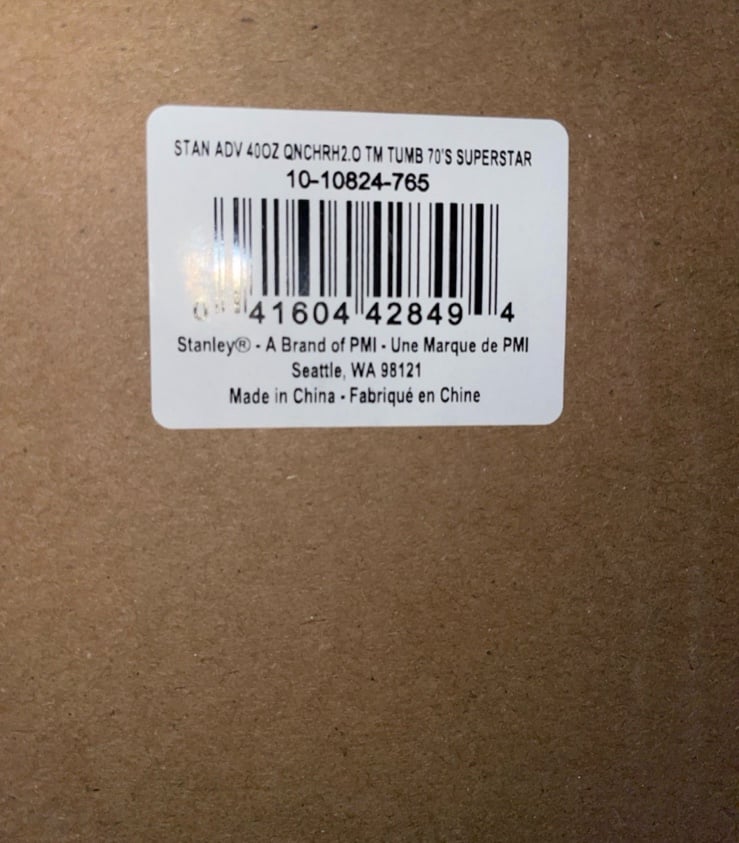 STAN ADV 40OZ QNCHRH2.O TM TUMB 70'S SUPERSTAR
10-10824-765
0 41604 42849 4
Stanley® - A Brand of PMI - Une Marque de PMI
Seattle, WA 98121
Made in China - Fabriqué en Chine